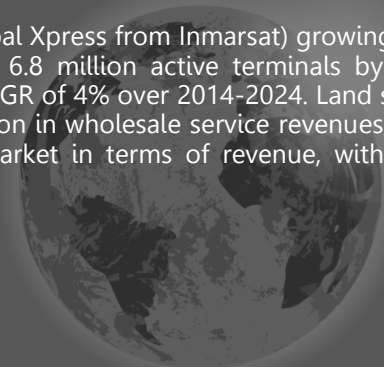 bal Xpress from Inmarsat) growing
6.8 million active terminals by
GR of 4% over 2014-2024. Land s
on in wholesale service revenues
arket in terms of revenue, with